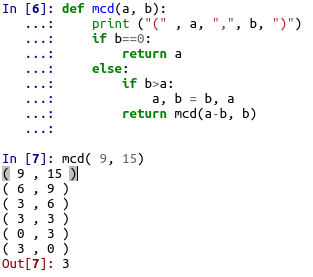 In [6]: def mcd(a, b):
   ...:     print ("(" , a, ",", b, ")")
   ...:     if b==0:
   ...:         return a
   ...:     else:
   ...:         if b>a:
   ...:             a, b = b, a
   ...:         return mcd(a-b, b)
   ...:
In [7]: mcd( 9, 15)
( 9 , 15 )
( 6 , 9 )
( 3 , 6 )
( 3 , 3 )
( 0 , 3 )
( 3 , 0 )
Out[7]: 3